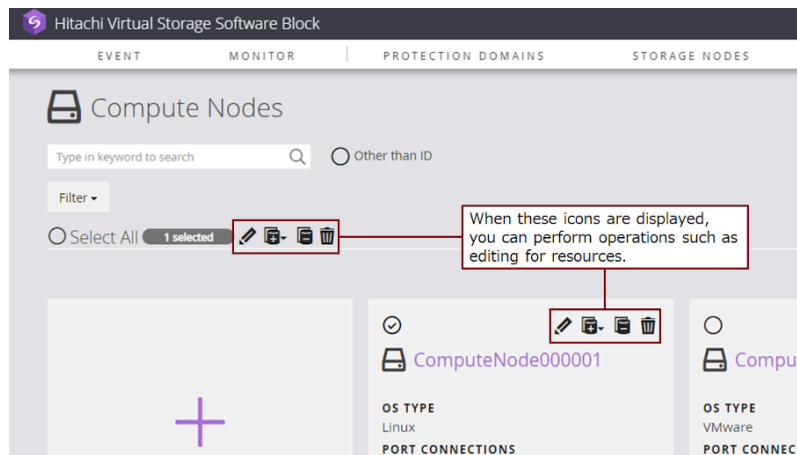 Hitachi Virtual Storage Software Block
EVENT MONITOR PROTECTION DOMAINS STORAGE NODES
Compute Nodes
Type in keyword to search Other than ID
Filter
Select All 1 selected
When these icons are displayed,
you can perform operations such as
editing for resources.
ComputeNode000001
OS TYPE
Linux
PORT CONNECTIONS
Compu
OS TYPE
VMware
PORT CONNEC